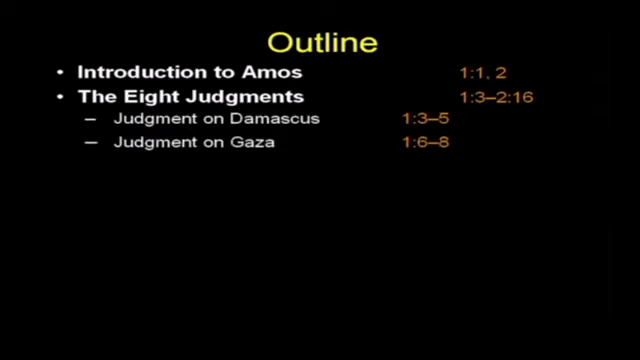 Outline
• Introduction to Amos 1:1, 2
• The Eight Judgments 1:3–2:16
– Judgment on Damascus 1:3–5
– Judgment on Gaza 1:6–8